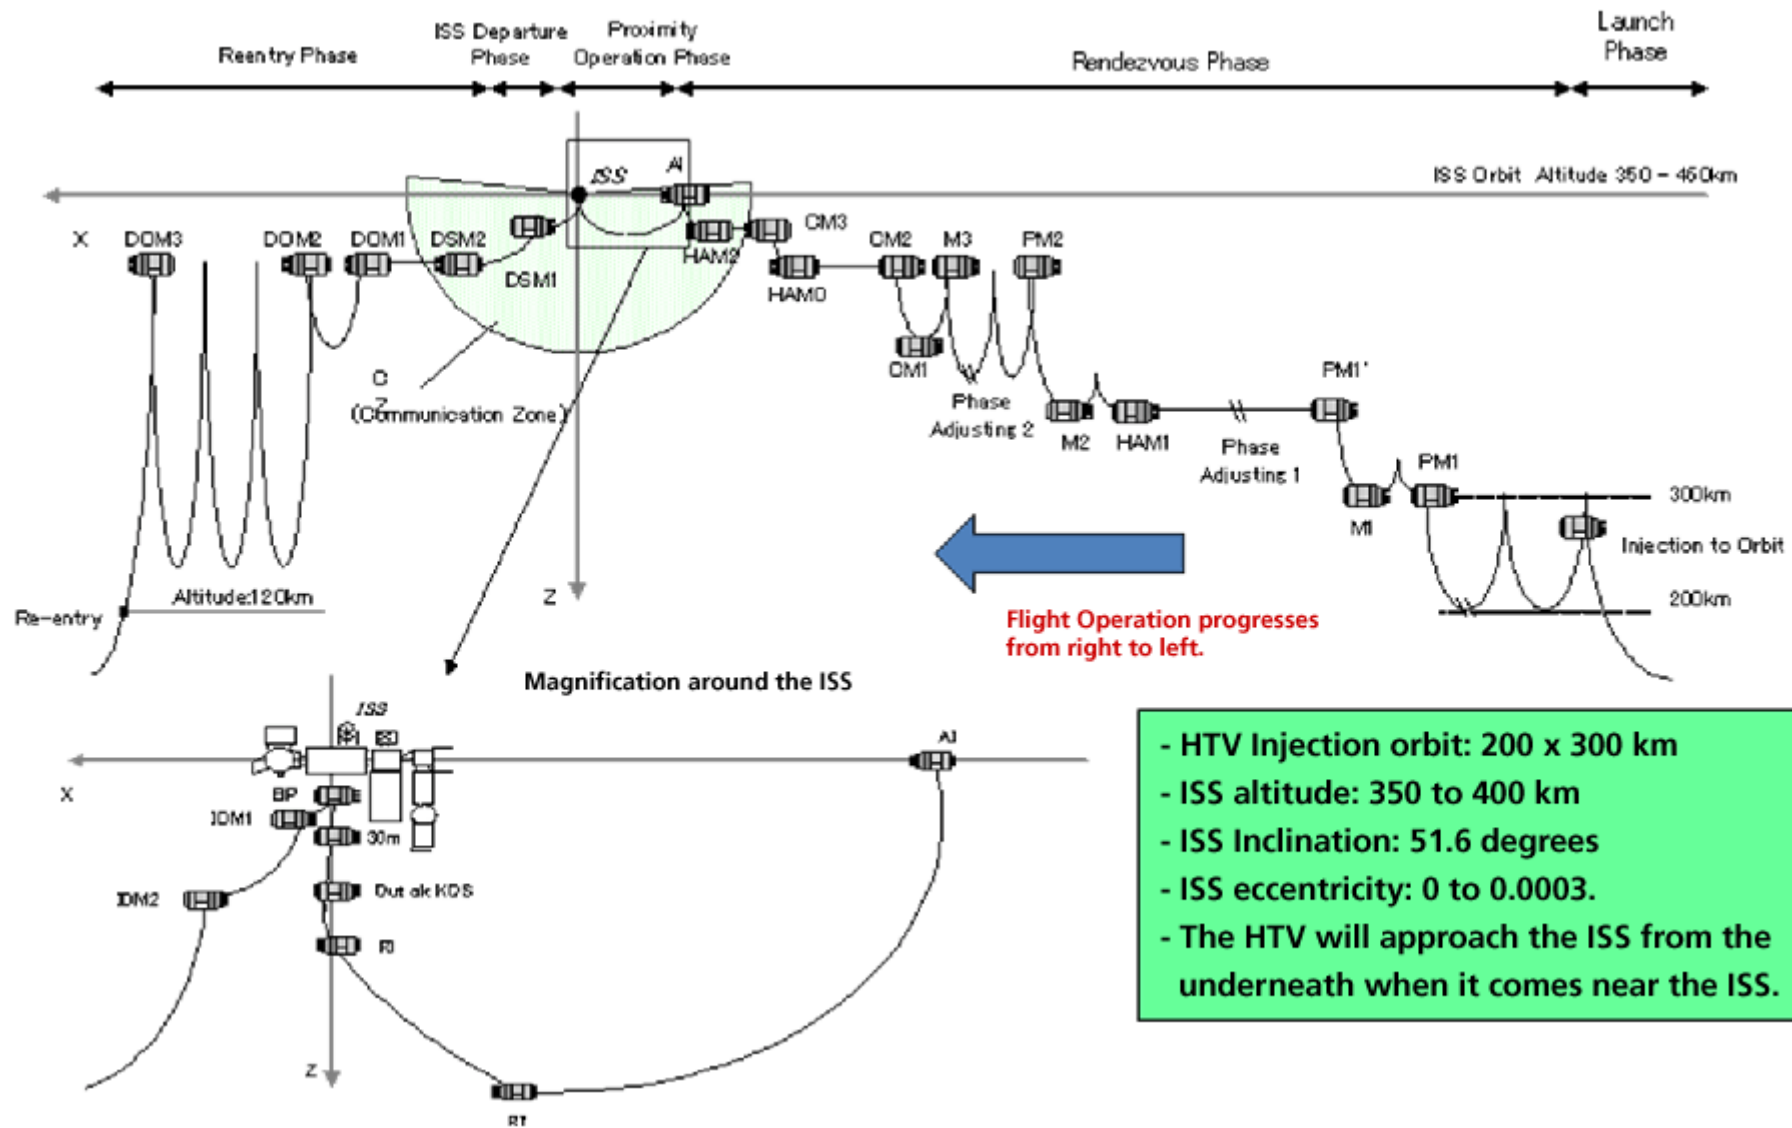 Launch
Phase
ISS Departure
Phase
Proximity
Operation Phase
Reentry Phase
Rendezvous Phase
ISS
AI
ISS Orbit Altitude 350 - 460km
X
DOM3
DOM2
DOM1
DSM2
DSM1
HAM2
CM3
HAM0
CM2
M3
PM2
CM1
C
Z
(Communication Zone)
Phase
Adjusting 2
M2
HAM1
Phase
Adjusting 1
PM1'
PM1
M1
300km
Injection to Orbit
200km
Altitude:120km
Re-entry
Z
Flight Operation progresses
from right to left.
Magnification around the ISS
ISS
AI
X
BP
IDM1
30m
IDM2
RI
Z
- HTV Injection orbit: 200 x 300 km
- ISS altitude: 350 to 400 km
- ISS Inclination: 51.6 degrees
- ISS eccentricity: 0 to 0.0003.
- The HTV will approach the ISS from the
underneath when it comes near the ISS.